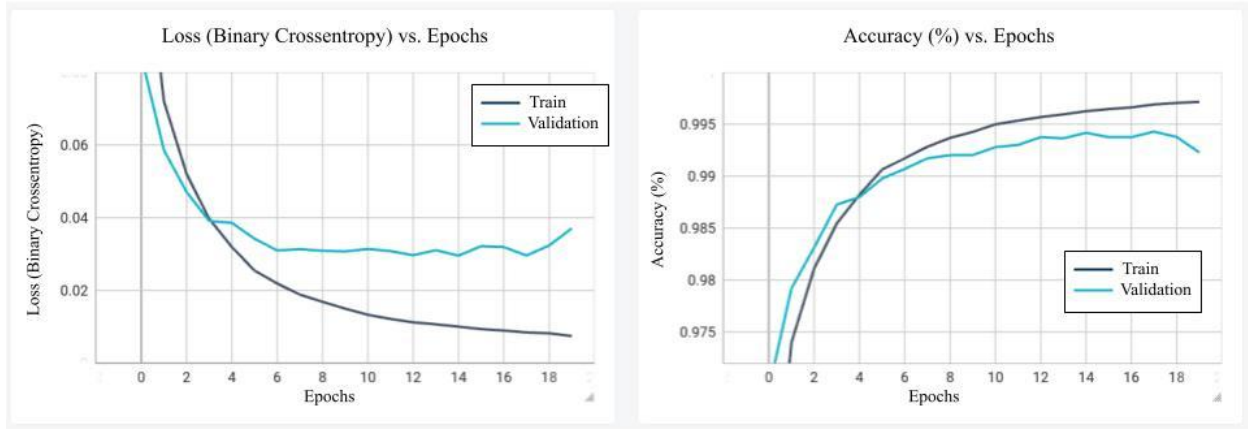 Loss (Binary Crossentropy) vs. Epochs
Loss (Binary Crossentropy)
0.06
0.04
0.02
Train
Validation
0 2 4 6 8 10 12 14 16 18
Epochs
Accuracy (%) vs. Epochs
Accuracy (%)
0.995
0.99
0.985
0.98
0.975
Train
Validation
0 2 4 6 8 10 12 14 16 18
Epochs